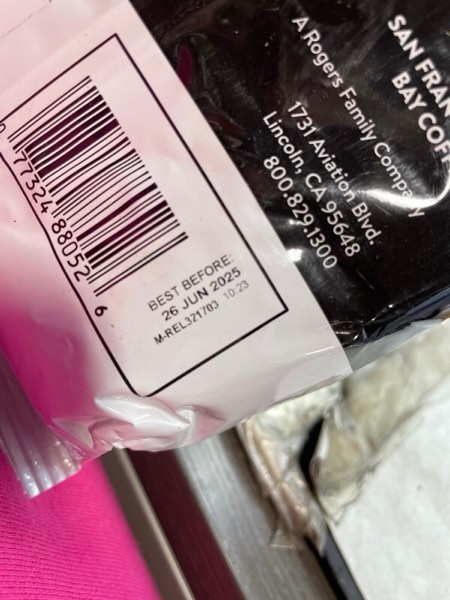 SAN FRAN
BAY COFF
A Rogers Family Company
1731 Aviation Blvd.
Lincoln, CA 95648
800.829.1300
0 77324 88052 6
BEST BEFORE:
26 JUN 2025
M-REL321703 10:23